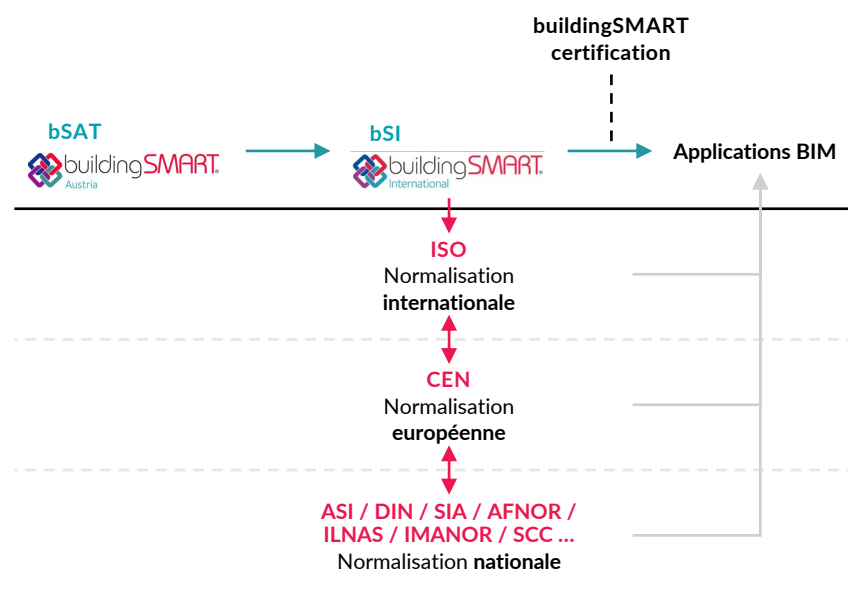 buildingSMART
certification
bSAT
buildingSMART®
Austria
bSI
buildingSMART®
International
Applications BIM
ISO
Normalisation
internationale
CEN
Normalisation
européenne
ASI / DIN / SIA / AFNOR /
ILNAS / IMANOR / SCC ...
Normalisation nationale